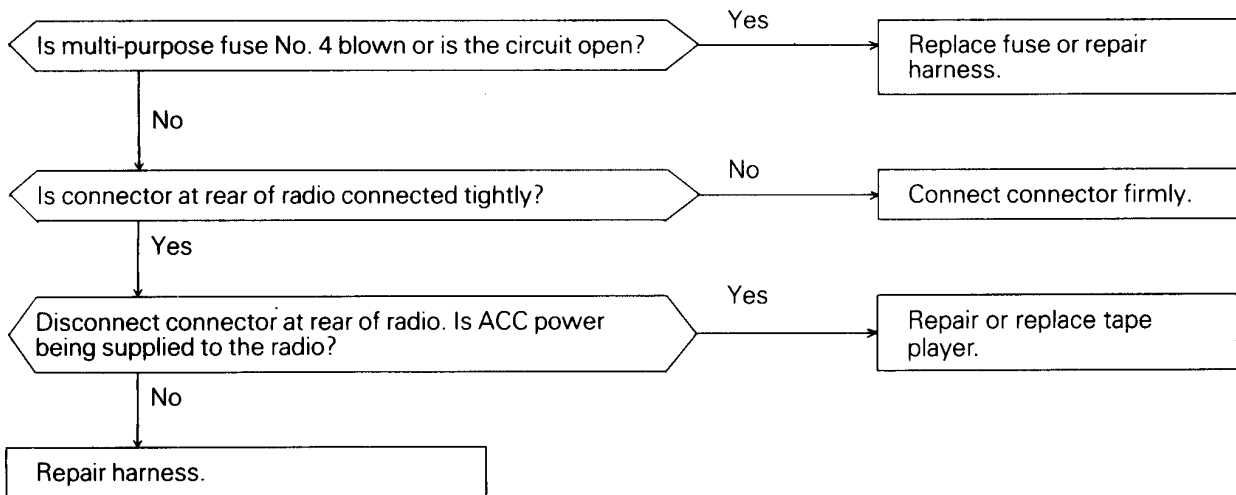 Is multi-purpose fuse No. 4 blown or is the circuit open?
Yes
Replace fuse or repair
harness.
No
Is connector at rear of radio connected tightly?
No
Connect connector firmly.
Yes
Disconnect connector at rear of radio. Is ACC power
being supplied to the radio?
Yes
Repair or replace tape
player.
No
Repair harness.